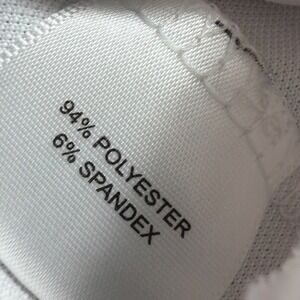 94% POLYESTER
6% SPANDEX